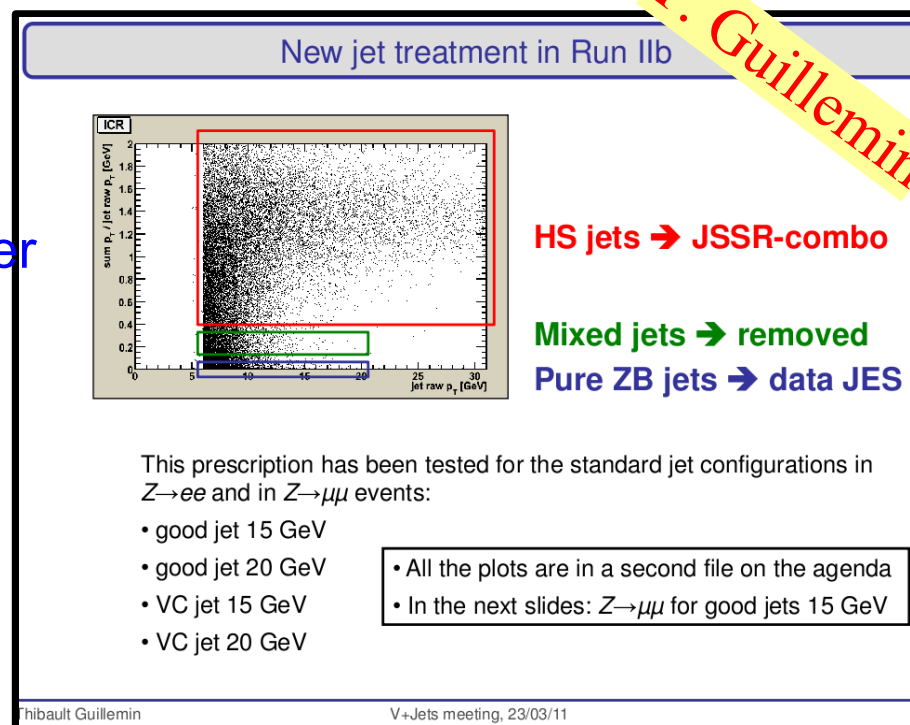 New jet treatment in Run IIb
. Guillemin
er
ICR
sum pT / jet raw pT [GeV]
2
1.8
1.6
1.4
1.2
1
0.8
0.6
0.4
0.2
0
0 5 10 15 20 25 30
jet raw pT [GeV]
HS jets ➔ JSSR-combo
Mixed jets ➔ removed
Pure ZB jets ➔ data JES
This prescription has been tested for the standard jet configurations in
Z→ee and in Z→μμ events:
• good jet 15 GeV
• good jet 20 GeV
• VC jet 15 GeV
• VC jet 20 GeV
• All the plots are in a second file on the agenda
• In the next slides: Z→μμ for good jets 15 GeV
Thibault Guillemin
V+Jets meeting, 23/03/11